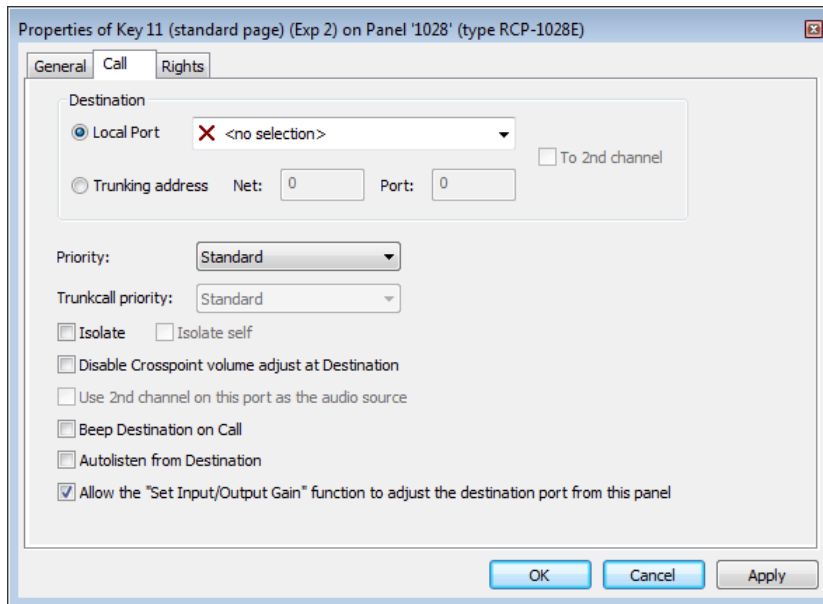 Properties of Key 11 (standard page) (Exp 2) on Panel '1028' (type RCP-1028E)
General Call Rights
Destination
Local Port <no selection>
To 2nd channel
Trunking address Net: 0 Port: 0
Priority: Standard
Trunkcall priority: Standard
Isolate Isolate self
Disable Crosspoint volume adjust at Destination
Use 2nd channel on this port as the audio source
Beep Destination on Call
Autolisten from Destination
Allow the "Set Input/Output Gain" function to adjust the destination port from this panel
OK Cancel Apply